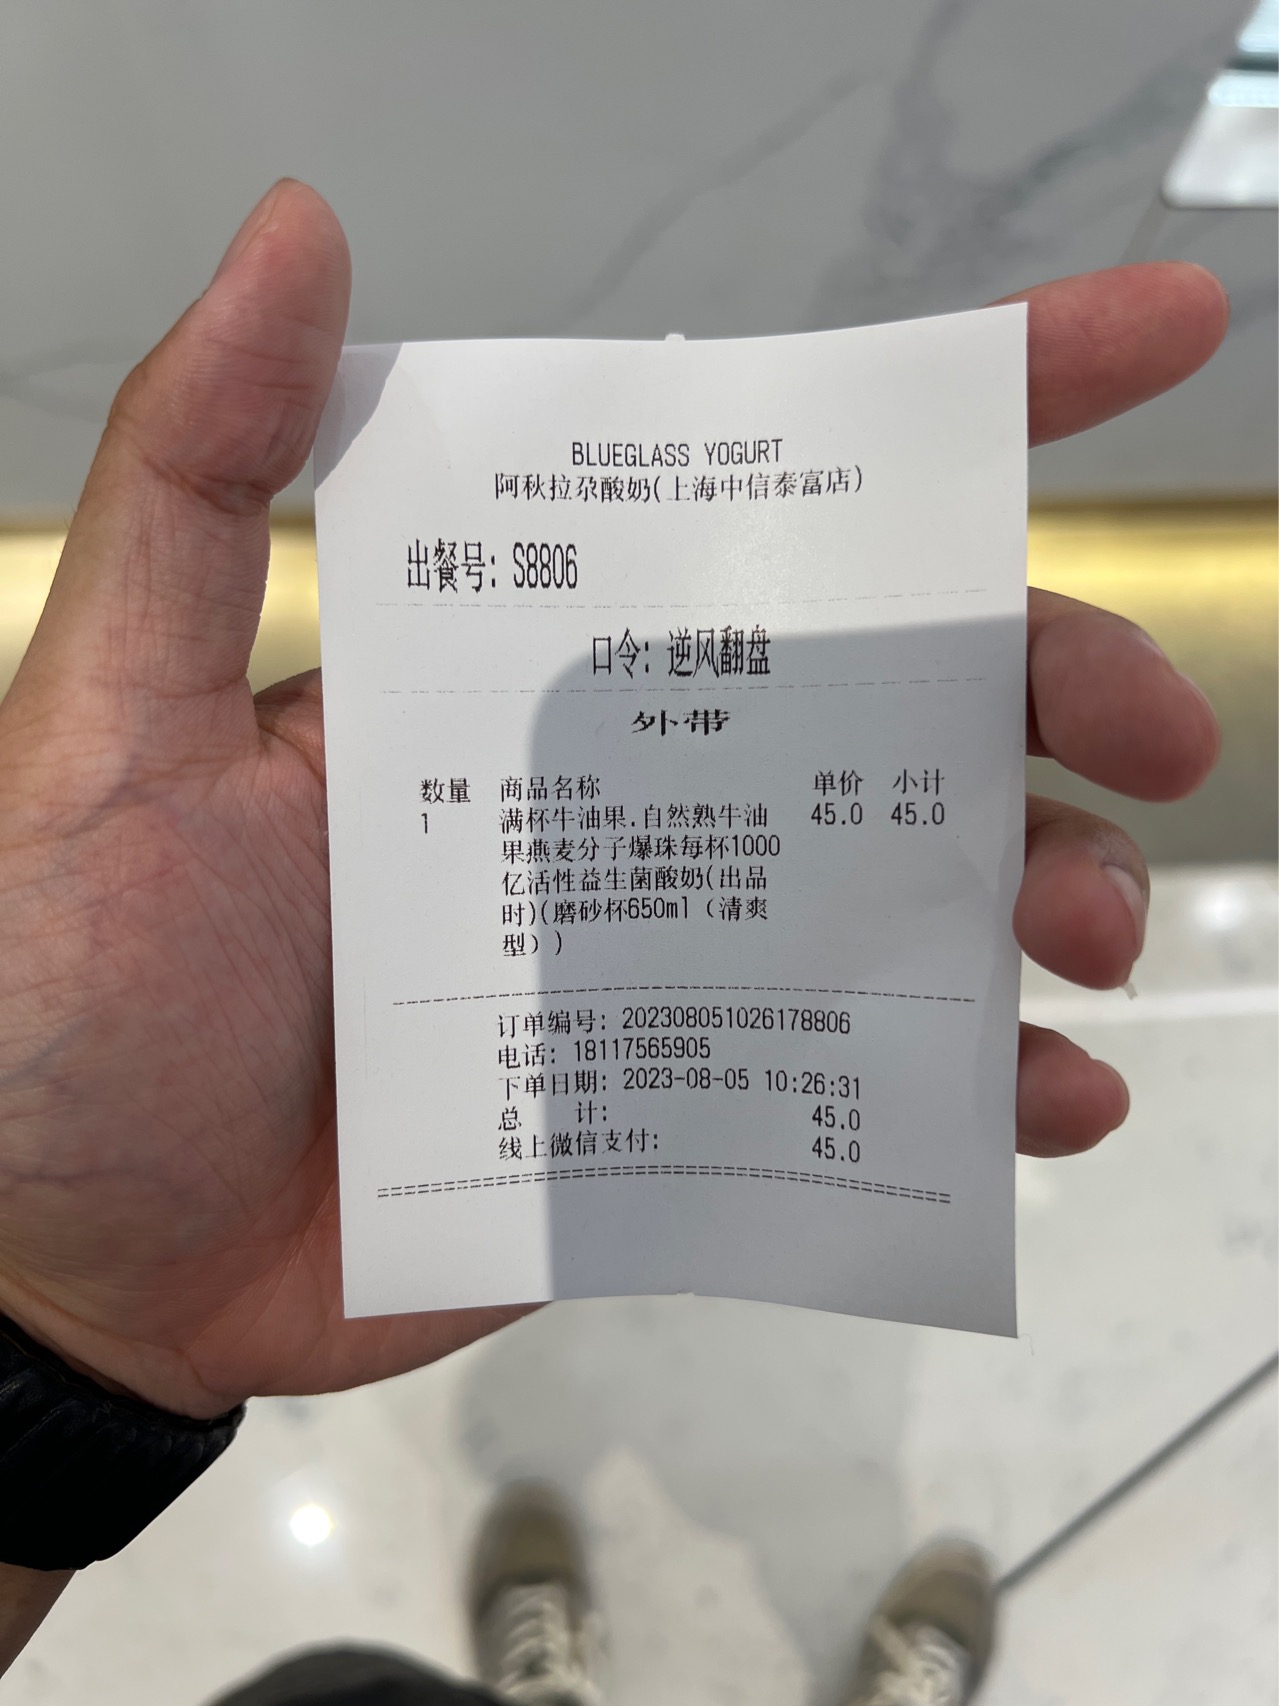 BLUEGLASS YOGURT
阿秋拉尕酸奶(上海中信泰富店)
出餐号: S8806
口令: 逆风翻盘
外带
数量 商品名称 单价 小计
1 满杯牛油果.自然熟牛油 45.0 45.0
果燕麦分子爆珠每杯1000
亿活性益生菌酸奶(出品
时)(磨砂杯650ml（清爽
型）)
订单编号: 202308051026178806
电话: 18117565905
下单日期: 2023-08-05 10:26:31
总 计: 45.0
线上微信支付: 45.0